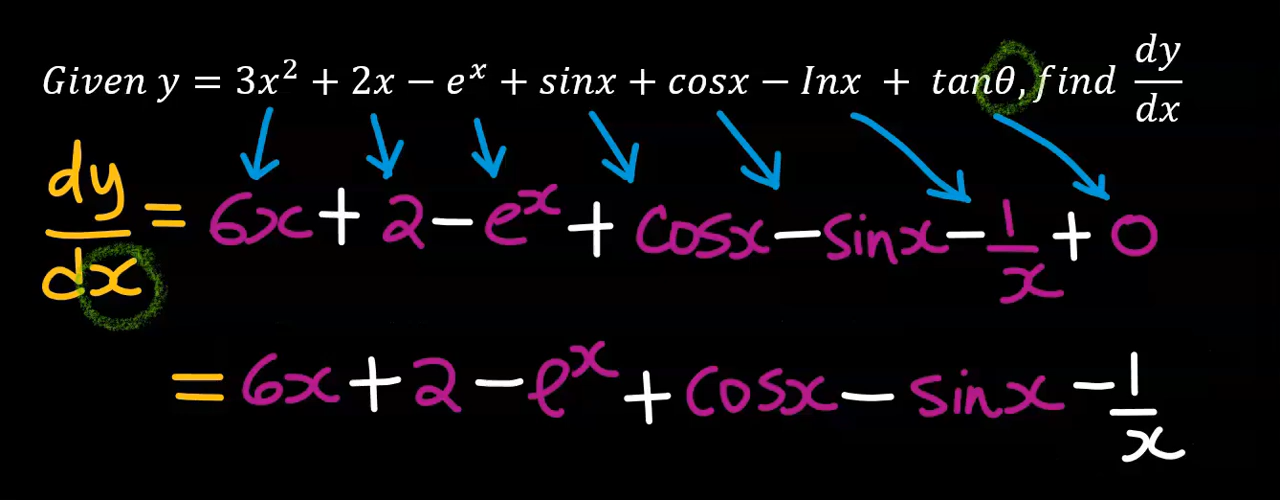 Given y = 3x² + 2x − eˣ + sinx + cosx − Inx + tanθ, find dy/dx
dy/dx = 6x + 2 − eˣ + cosx − sinx − 1/x + 0
= 6x + 2 − eˣ + cosx − sinx − 1/x